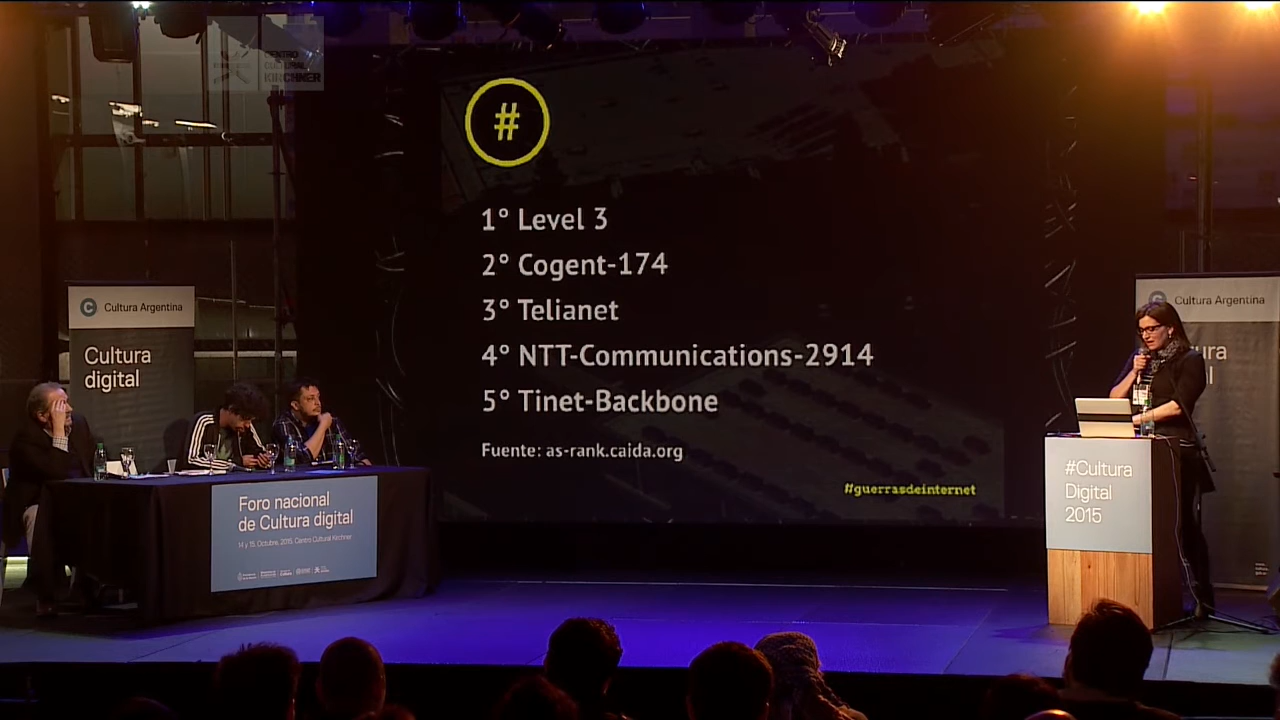 CENTRO
CULTURAL
KIRCHNER
#
1° Level 3
2° Cogent-174
3° Telianet
4° NTT-Communications-2914
5° Tinet-Backbone
Fuente: as-rank.caida.org
#guerrasdeinternet
C Cultura Argentina
Cultura
digital
Foro nacional
de Cultura digital
14 y 15, Octubre, 2015. Centro Cultural Kirchner
C Cultura Argentina
ura
l
#Cultura
Digital
2015